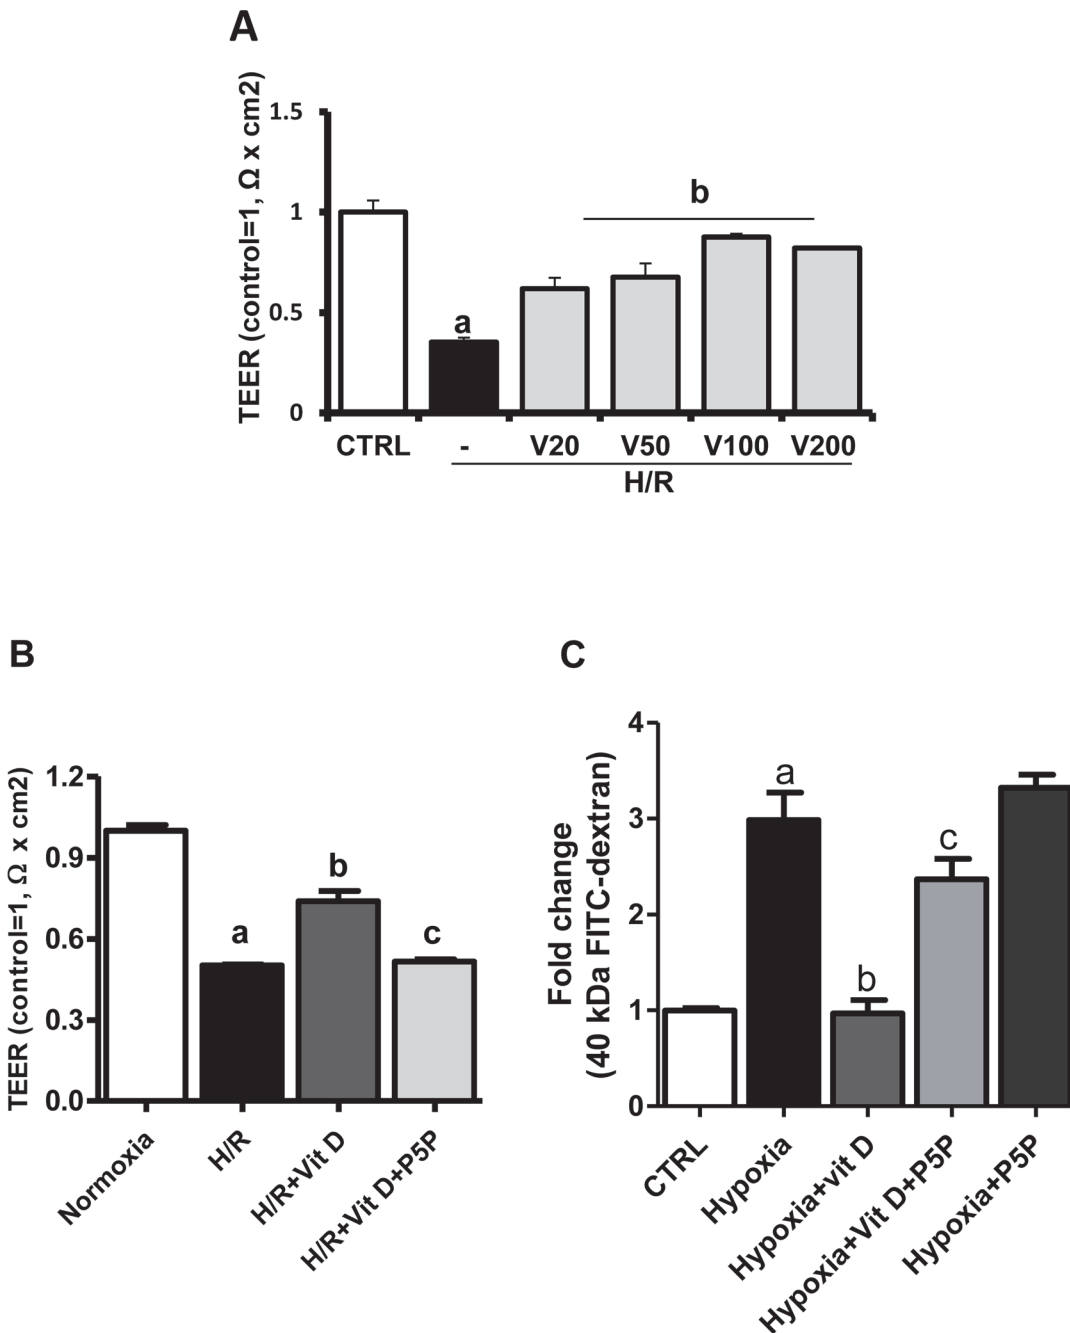 A
TEER (control=1, Ω x cm2)
1.5
1
0.5
0
a
b
CTRL - V20 V50 V100 V200
H/R
B
TEER (control=1, Ω x cm2)
1.2
0.9
0.6
0.3
0.0
a
b
c
Normoxia
H/R
H/R+Vit D
H/R+Vit D+P5P
C
Fold change
(40 kDa FITC-dextran)
4
3
2
1
0
a
b
c
CTRL
Hypoxia
Hypoxia+vit D
Hypoxia+Vit D+P5P
Hypoxia+P5P